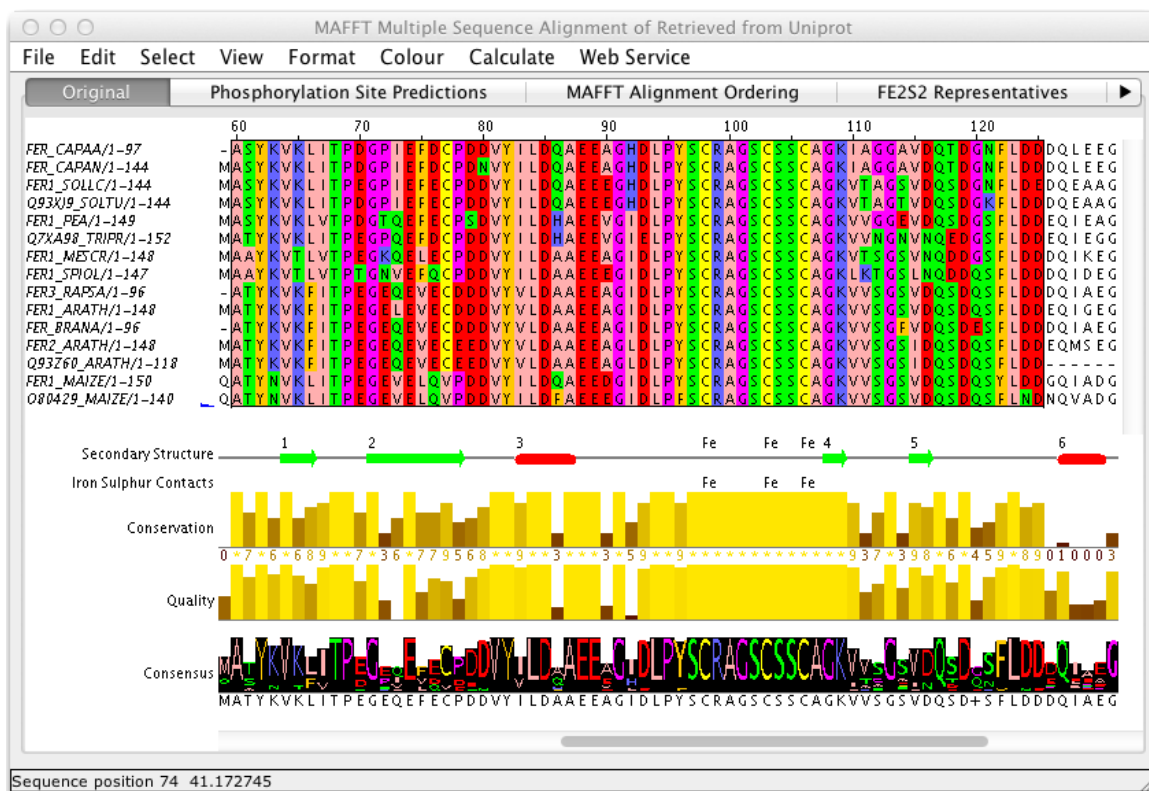 MAFFT Multiple Sequence Alignment of Retrieved from Uniprot
File Edit Select View Format Colour Calculate Web Service
Original Phosphorylation Site Predictions MAFFT Alignment Ordering FE2S2 Representatives
60 70 80 90 100 110 120
FER_CAPAA/1-97 -ASYKVKLITPDGPIEFDCPDDVYILDQAEEAGHDLPYSCRAGSCSSCAGKIAGGAVDQTDGNFLDDDQLEEG
FER_CAPAN/1-144 MASYKVKLITPDGPIEFDCPDNVYILDQAEEAGHDLPYSCRAGSCSSCAGKIAGGAVDQTDGNFLDDDQLEEG
FER1_SOLLC/1-144 MASYKVKLITPEGPIEFDCPDDVYILDQAEEEGHDLPYSCRAGSCSSCAGKVTAGSVDQSDGNFLDDDQEAAG
Q93XJ9_SOLTU/1-144 MASYKVKLITPDGPIEFDCPDDVYILDQAEEEGHDLPYSCRAGSCSSCAGKVTAGTVDQSDGKFLDDDQEAAG
FER1_PEA/1-149 MASYKVKLVTPDGTQEFECPSDVYILDHAEEVGIDLPYSCRAGSCSSCAGKVVGGEVDQSDGSFLDDEQIEAG
Q7XA98_TRIPR/1-152 MATYKVKLITPEGPQEFDCPDDVYILDHAEEVGIELPYSCRAGSCSSCAGKVVNGNVNQEDGSFLDDEQIEGG
FER1_MESCR/1-148 MAAYKVTLVTPEGKQELECPDDVYILDAAEEAGIDLPYSCRAGSCSSCAGKVTSGSVNQDDGSFLDDDQIKEG
FER1_SPIOL/1-147 MAAYKVTLVTPTGNVEFQCPDDVYILDAAEEEGIDLPYSCRAGSCSSCAGKLKTGSLNQDDQSFLDDDQIDEG
FER3_RAPSA/1-96 -ATYKVKFITPEGEQEVECDDDVYVLDAAEEAGIDLPYSCRAGSCSSCAGKVVSGSVDQSDQSFLDDDQIAEG
FER1_ARATH/1-148 MATYKVKFITPEGELEVECDDDVYVLDAAEEAGIDLPYSCRAGSCSSCAGKVVSGSVDQSDQSFLDDEQIGEG
FER_BRANA/1-96 -ATYKVKFITPEGEQEVECDDDVYVLDAAEEAGIDLPYSCRAGSCSSCAGKVVSGFVDQSDESFLDDDQIAEG
FER2_ARATH/1-148 MATYKVKFITPEGEQEVECEEDVYVLDAAEEAGLDLPYSCRAGSCSSCAGKVVSGSIDQSDQSFLDDEQMSEG
Q93Z60_ARATH/1-118 MATYKVKFITPEGEQEVECEEDVYVLDAAEEAGLDLPYSCRAGSCSSCAGKVVSGSIDQSDQSFLDD------
FER1_MAIZE/1-150 QATYNVKLITPEGEVELQVPDDVYILDQAEEDGIDLPYSCRAGSCSSCAGKVVSGSVDQSDQSYLDDGQIADG
O80429_MAIZE/1-140 QATYNVKLITPEGEVELQVPDDVYILDFAEEEGIDLPFSCRAGSCSSCAGKVVSGSVDQSDQSFLNDNQVADG
1 2 3 Fe Fe Fe 4 5 6
Secondary Structure
Iron Sulphur Contacts Fe Fe Fe
Conservation
0*7*6*689**7*36*7795568**9**3***3*59**9*************937*398*6*459*89010003
Quality
Consensus
MATYKVKLITPEGEQEFECPDDVYILDAAEEAGIDLPYSCRAGSCSSCAGKVVSGSVDQSD+SFLDDDQIAEG
Sequence position 74 41.172745